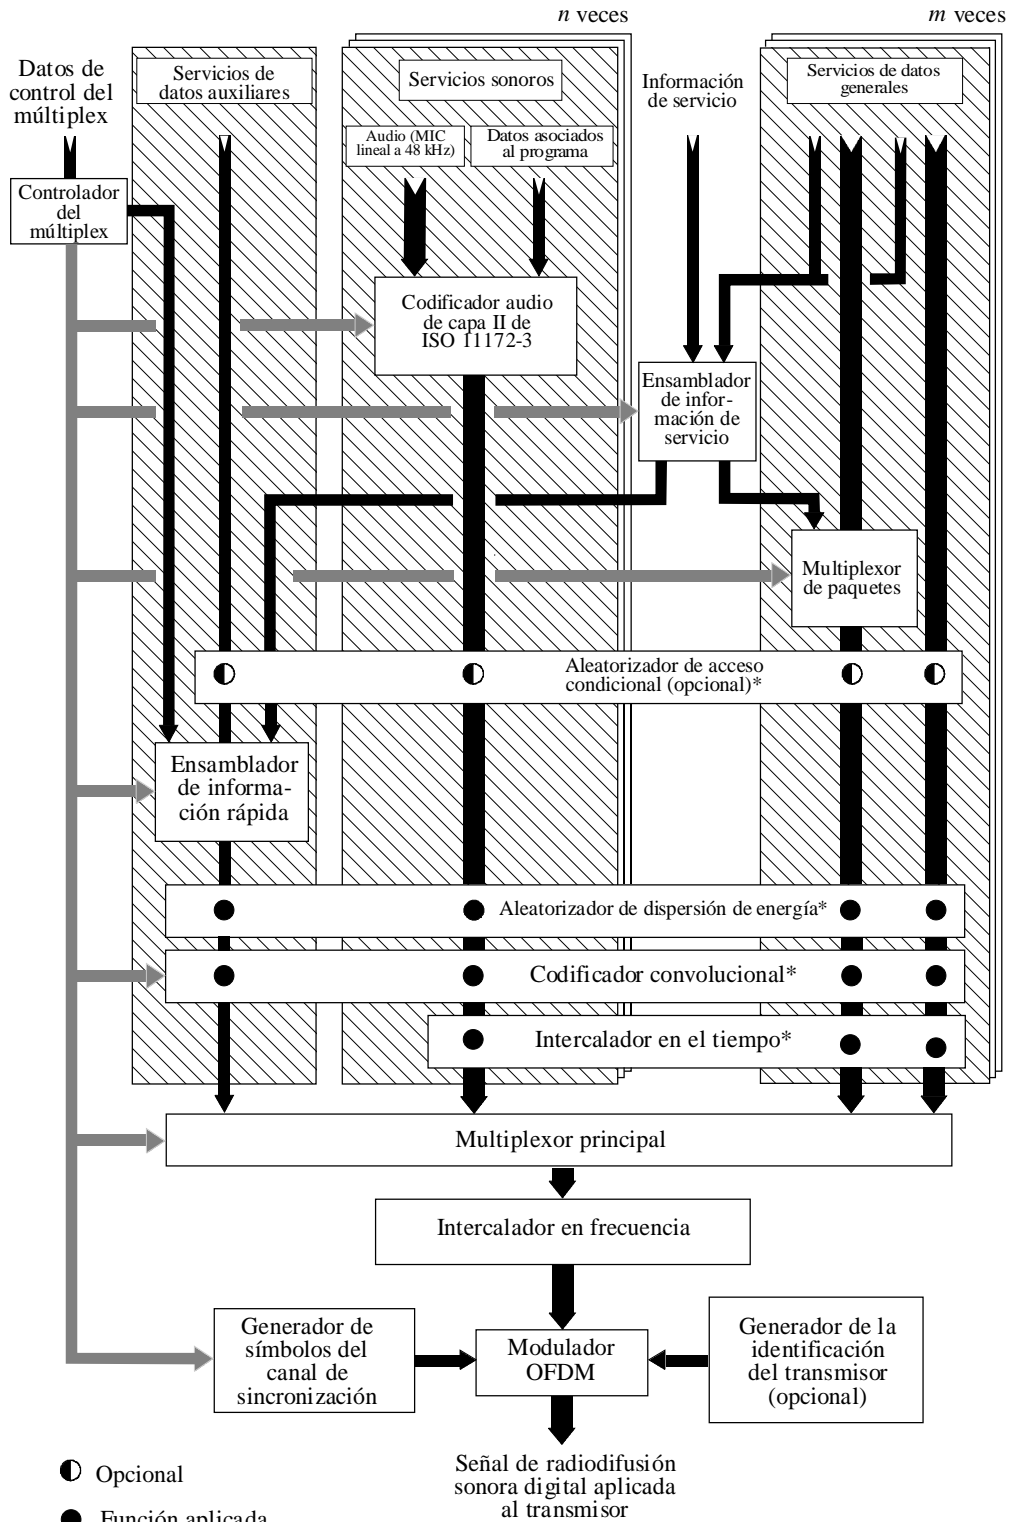 n veces
m veces
Datos de
control del
múltiplex
Servicios de
datos auxiliares
Servicios sonoros
Información
de servicio
Servicios de datos
generales
Audio (MIC
lineal a 48 kHz)
Datos asociados
al programa
Controlador
del
múltiplex
Codificador audio
de capa II de
ISO 11172-3
Ensamblador
de infor-
mación de
servicio
Multiplexor
de paquetes
Aleatorizador de acceso
condicional (opcional)*
Ensamblador
de informa-
ción rápida
Aleatorizador de dispersión de energía*
Codificador convolucional*
Intercalador en el tiempo*
Multiplexor principal
Intercalador en frecuencia
Generador de
símbolos del
canal de
sincronización
Modulador
OFDM
Generador de la
identificación
del transmisor
(opcional)
Señal de radiodifusión
sonora digital aplicada
al transmisor
Opcional
Función aplicada